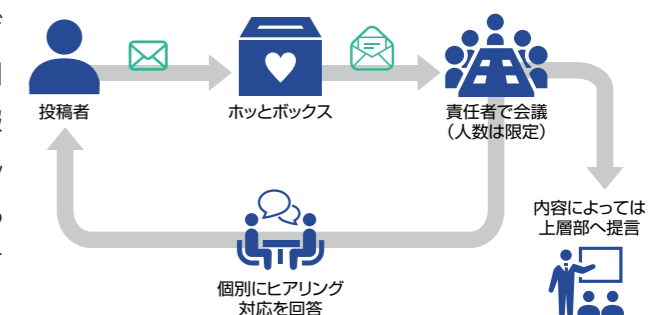 投稿者
ホッとボックス
責任者で会議
（人数は限定）
内容によっては
上層部へ提言
個別にヒアリング
対応を回答